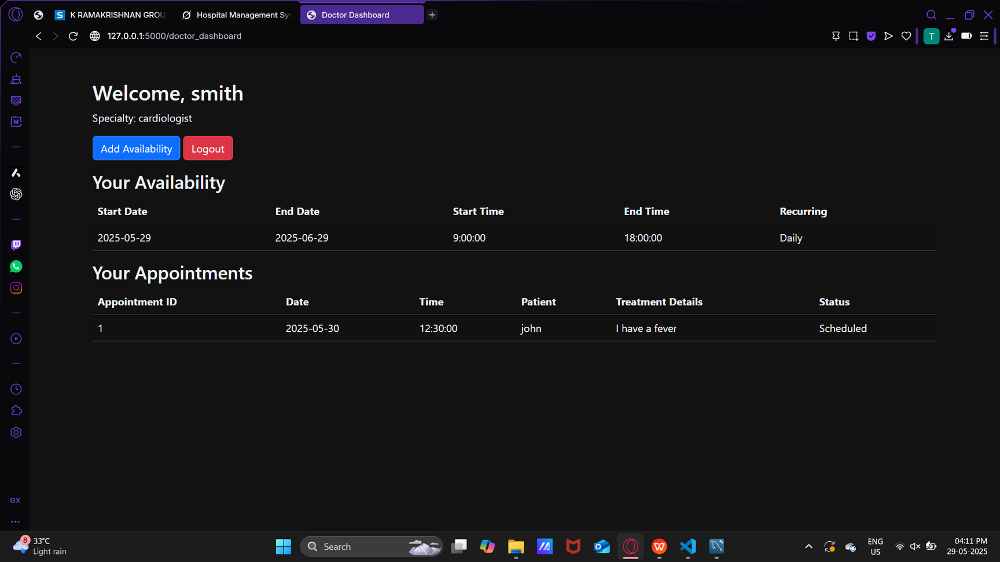 K RAMAKRISHNAN GROU
Hospital Management Sys
Doctor Dashboard
127.0.0.1:5000/doctor_dashboard
T
Welcome, smith
Specialty: cardiologist
Add Availability Logout
Your Availability
Start Date End Date Start Time End Time Recurring
2025-05-29 2025-06-29 9:00:00 18:00:00 Daily
Your Appointments
Appointment ID Date Time Patient Treatment Details Status
1 2025-05-30 12:30:00 john I have a fever Scheduled
GX
8
33°C
Light rain
Search
ENG
US
04:11 PM
29-05-2025